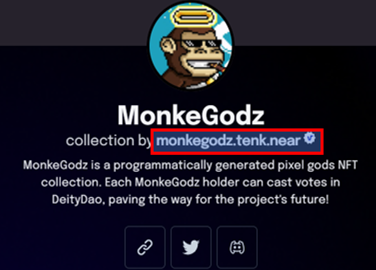 MonkeGodz
collection by monkegodz.tenk.near
MonkeGodz is a programmatically generated pixel gods NFT
collection. Each MonkeGodz holder can cast votes in
DeityDao, paving the way for the project's future!